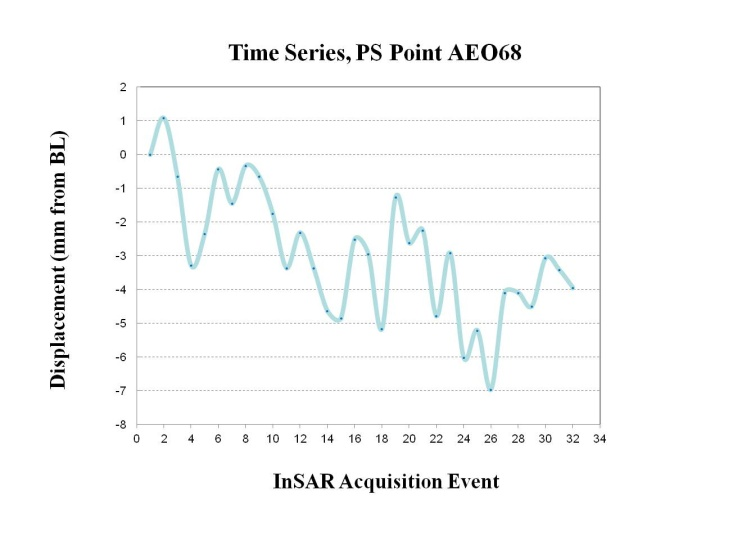 Time Series, PS Point AEO68
Displacement (mm from BL)
2
1
0
-1
-2
-3
-4
-5
-6
-7
-8
0 2 4 6 8 10 12 14 16 18 20 22 24 26 28 30 32 34
InSAR Acquisition Event